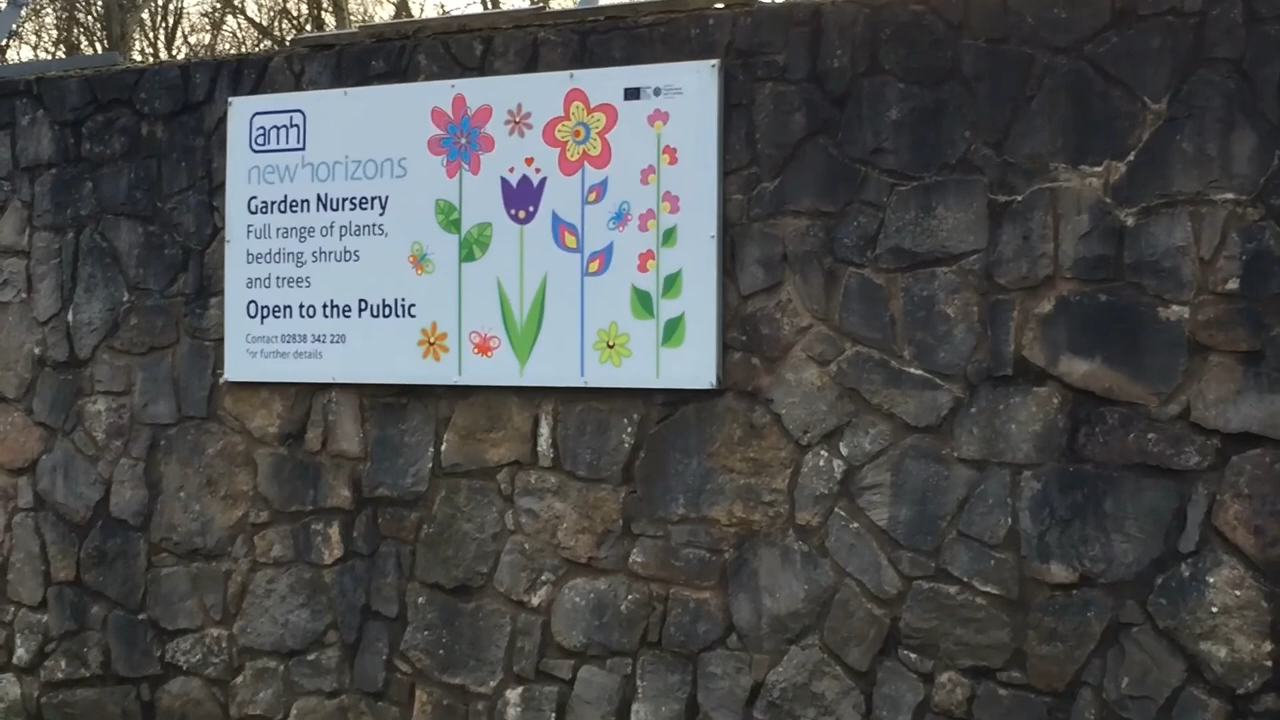 amh
new horizons
Garden Nursery
Full range of plants,
bedding, shrubs
and trees
Open to the Public
Contact 02838 342 220
for further details